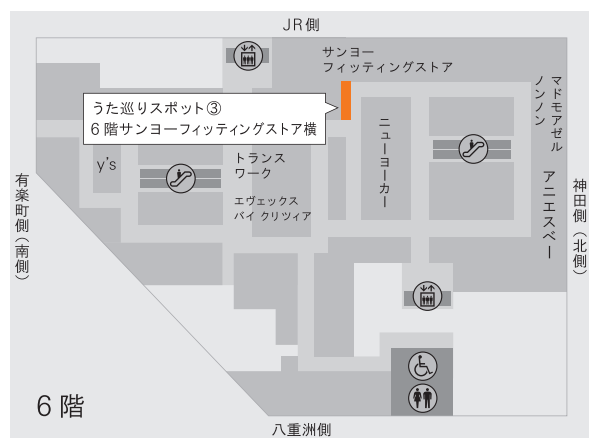 JR側
サンヨー
フィッティングストア
うた巡りスポット③
6階サンヨーフィッティングストア横
マドモアゼル
ノンノン
ニューヨーカー
y's
トランス
ワーク
エヴェックス
バイ クリツィア
アニエスベー
有楽町側(南側)
神田側(北側)
6階
八重洲側